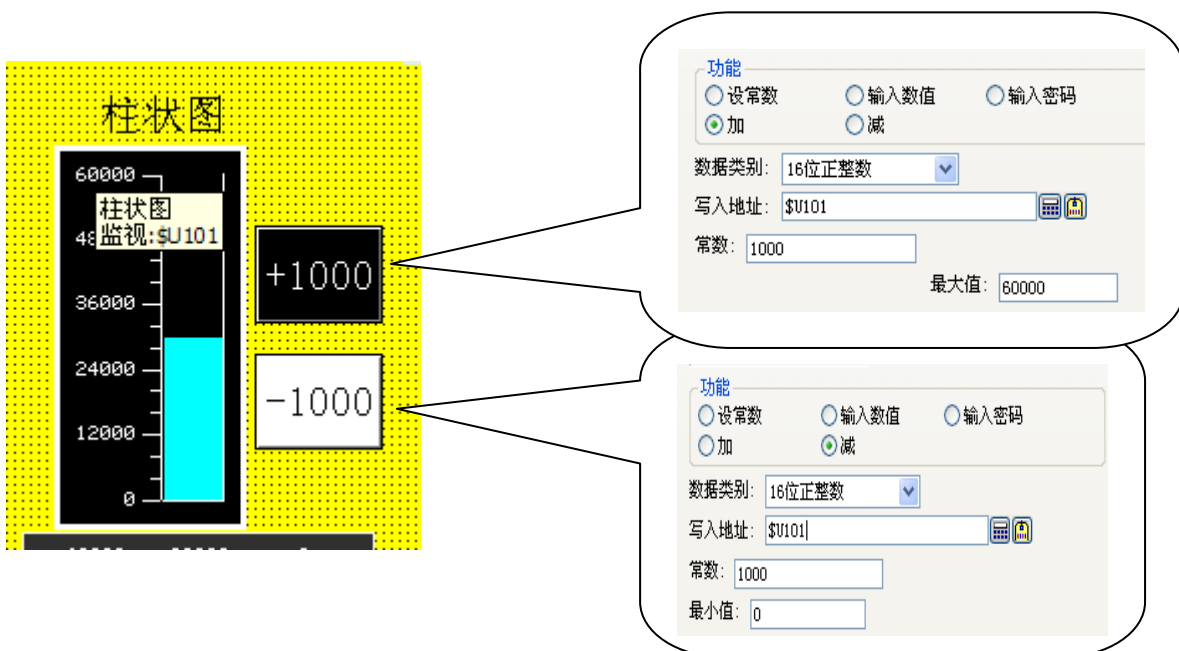 柱状图
60000
柱状图
48
监视:$U101
36000
24000
12000
0
+1000
-1000
功能
设常数 输入数值 输入密码
加 减
数据类别: 16位正整数
写入地址: $U101
常数: 1000
最大值: 60000
功能
设常数 输入数值 输入密码
加 减
数据类别: 16位正整数
写入地址: $U101
常数: 1000
最小值: 0